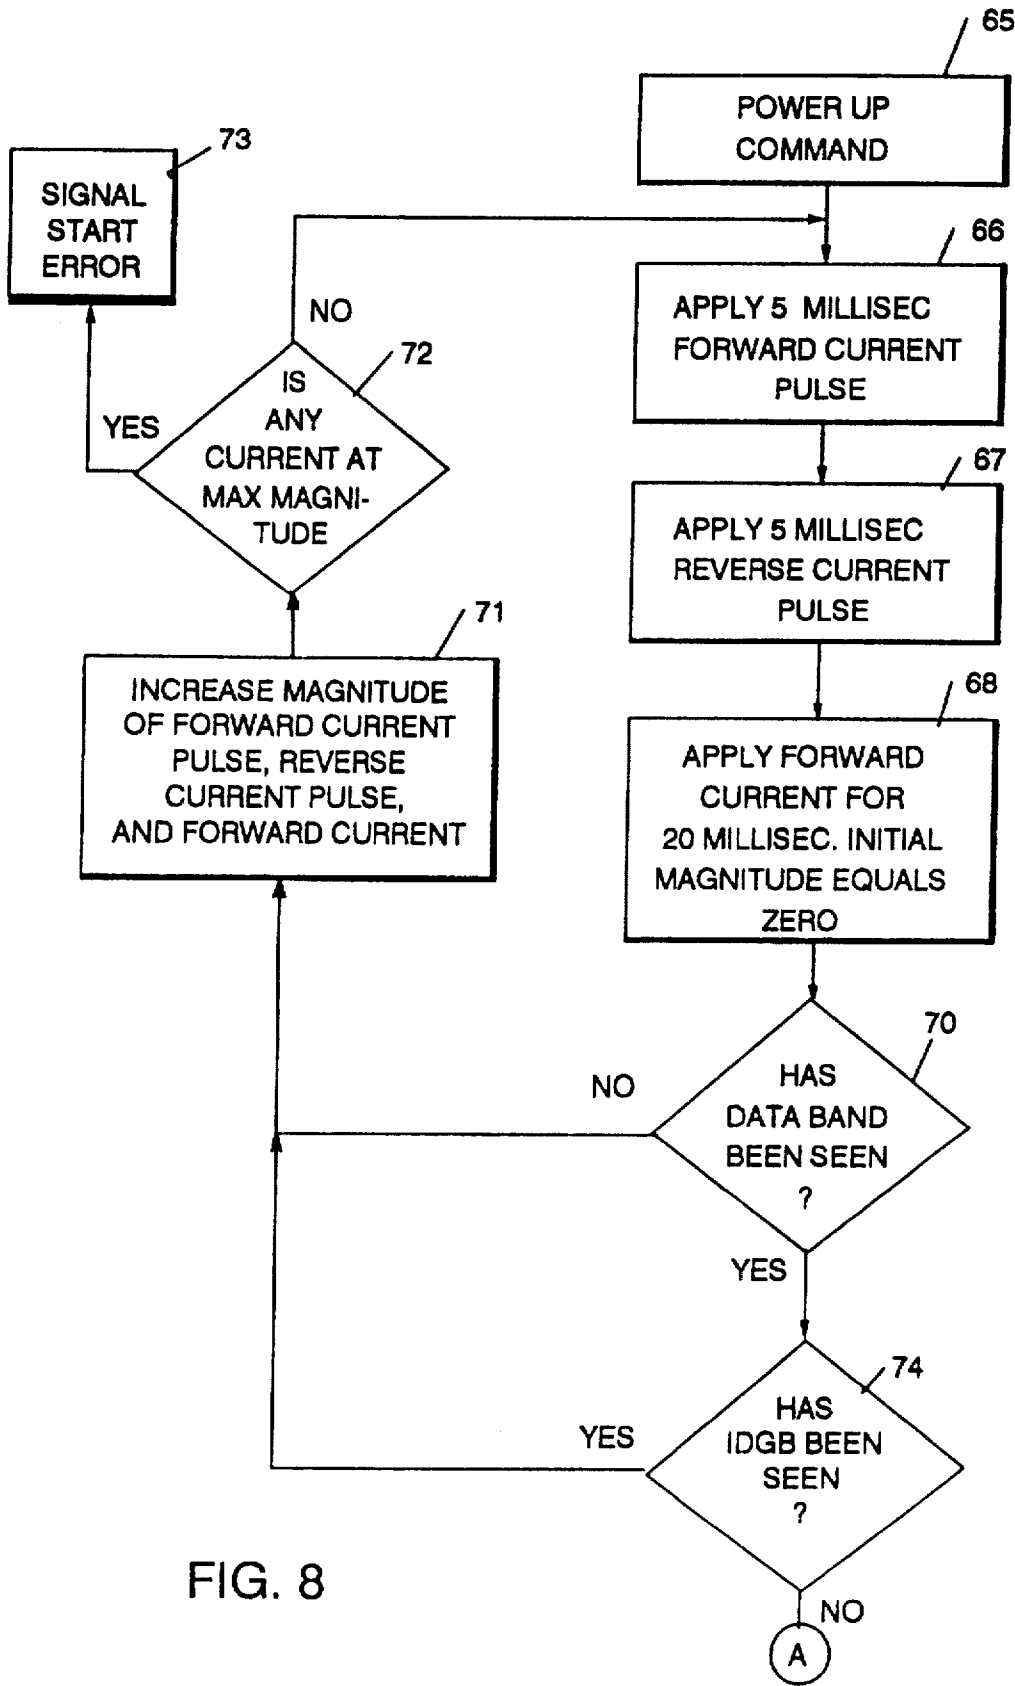 65
POWER UP
COMMAND
73
SIGNAL
START
ERROR
66
APPLY 5 MILLISEC
FORWARD CURRENT
PULSE
NO
72
IS
ANY
CURRENT AT
MAX MAGNI-
TUDE
YES
67
APPLY 5 MILLISEC
REVERSE CURRENT
PULSE
71
INCREASE MAGNITUDE
OF FORWARD CURRENT
PULSE, REVERSE
CURRENT PULSE,
AND FORWARD CURRENT
68
APPLY FORWARD
CURRENT FOR
20 MILLISEC. INITIAL
MAGNITUDE EQUALS
ZERO
70
HAS
DATA BAND
BEEN SEEN
?
NO
YES
74
HAS
IDGB BEEN
SEEN
?
YES
NO
A
FIG. 8